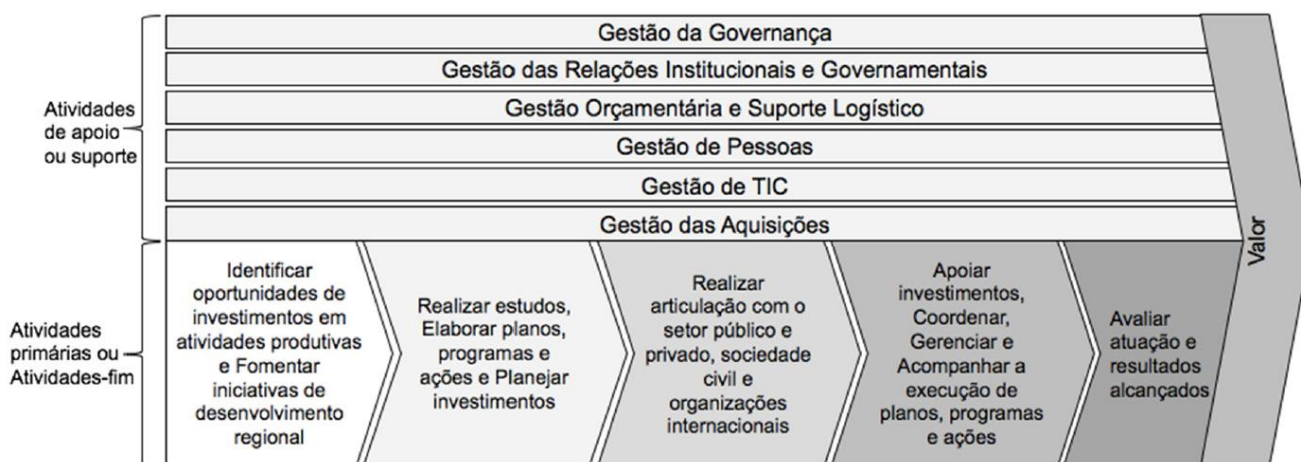 Gestão da Governança
Gestão das Relações Institucionais e Governamentais
Gestão Orçamentária e Suporte Logístico
Gestão de Pessoas
Gestão de TIC
Gestão das Aquisições
Atividades
de apoio
ou suporte
Atividades
primárias ou
Atividades-fim
Identificar
oportunidades de
investimentos em
atividades produtivas
e Fomentar
iniciativas de
desenvolvimento
regional
Realizar estudos,
Elaborar planos,
programas e
ações e Planejar
investimentos
Realizar
articulação com o
setor público e
privado, sociedade
civil e
organizações
internacionais
Apoiar
investimentos,
Coordenar,
Gerenciar e
Acompanhar a
execução de
planos, programas
e ações
Avaliar
atuação e
resultados
alcançados
Valor